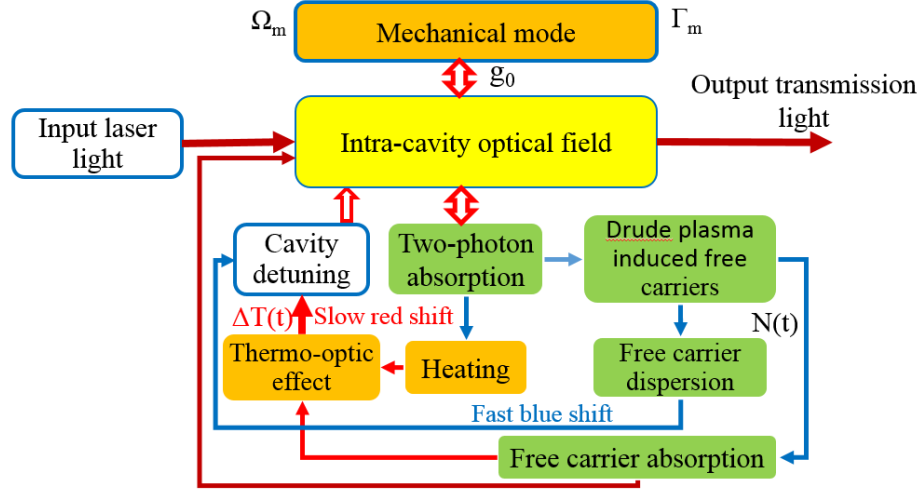 Ωm
Mechanical mode
Γm
g0
Output transmission
light
Input laser
light
Intra-cavity optical field
Cavity
detuning
Two-photon
absorption
Drude plasma
induced free
carriers
ΔT(t)
Slow red shift
N(t)
Thermo-optic
effect
Heating
Free carrier
dispersion
Fast blue shift
Free carrier absorption